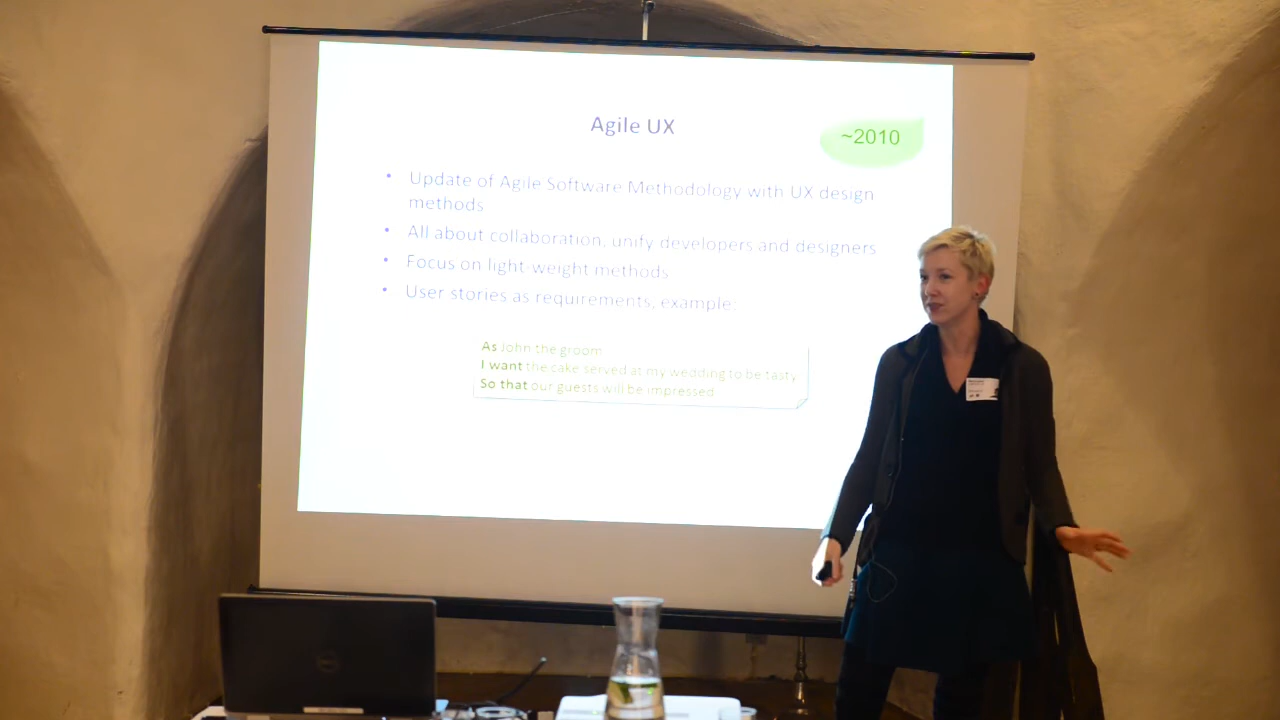 Agile UX
~2010
• Update of Agile Software Methodology with UX design
methods
• All about collaboration, unify developers and designers
• Focus on light-weight methods
• User stories as requirements, example:
As John the groom
I want the cake served at my wedding to be tasty
So that our guests will be impressed